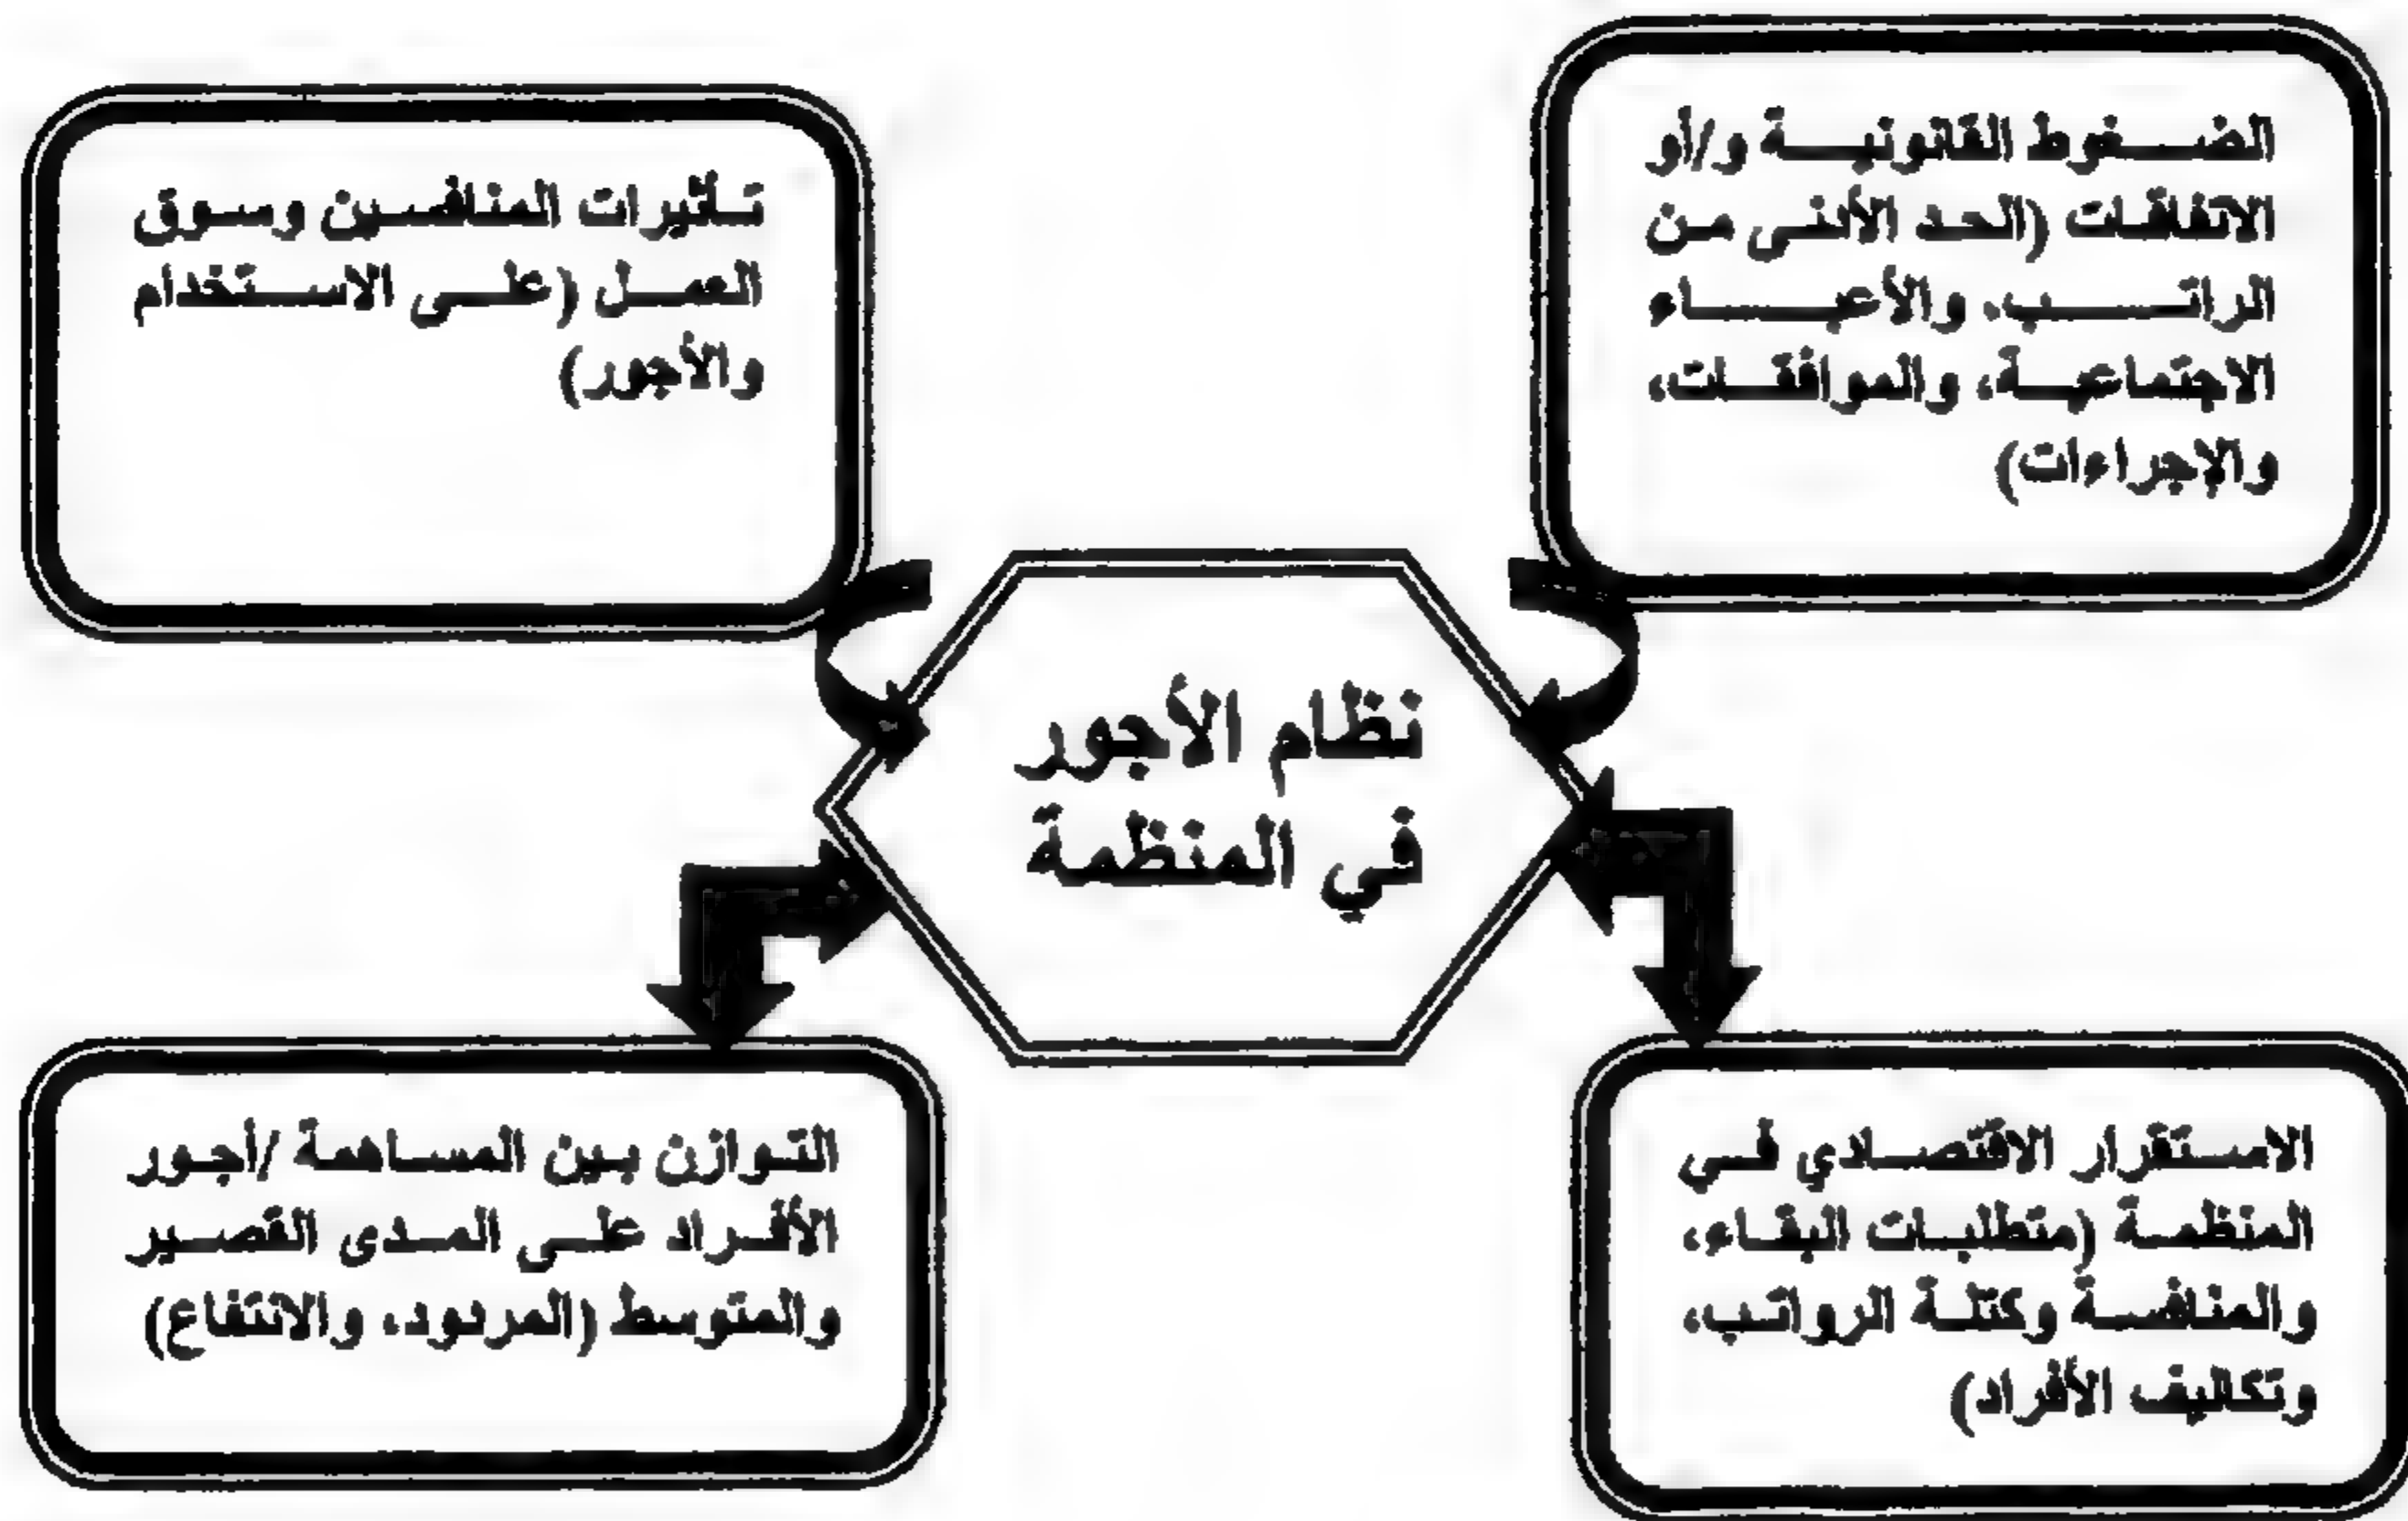 الضغوط القانونية و/أو
الاتفاقات (الحد الأدنى من
الراتب، والأعباء
الاجتماعية، والموافقات،
والإجراءات)
تأثيرات المنافسين وسوق
العمل (على الاستخدام
والأجور)
نظام الأجور
في المنظمة
الاستقرار الاقتصادي في
المنظمة (متطلبات البقاء،
والمنافسة وكتلة الرواتب،
وتكاليف الأفراد)
التوازن بين المساهمة /أجور
الأفراد على المدى القصير
والمتوسط (المردود، والانتفاع)